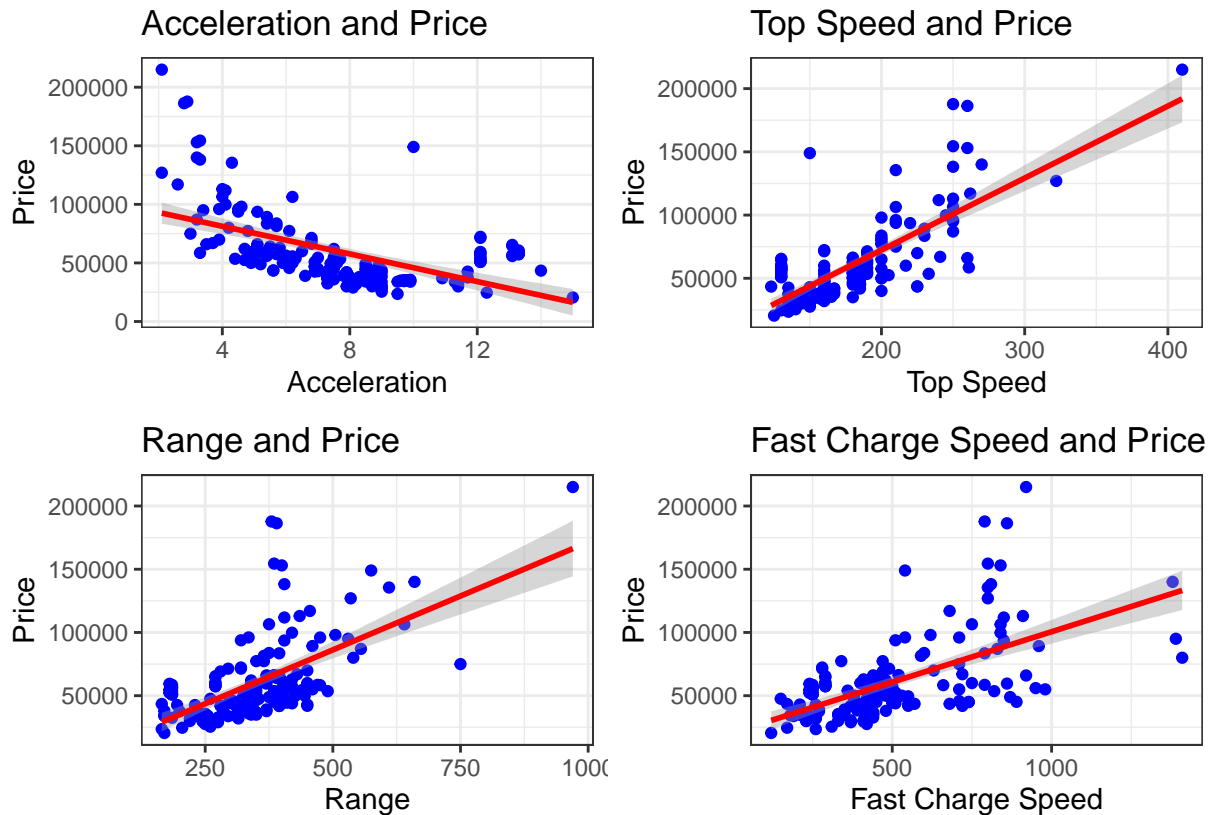 Acceleration and Price
Price
200000
150000
100000
50000
0
4 8 12
Acceleration
Top Speed and Price
Price
200000
150000
100000
50000
200 300 400
Top Speed
Range and Price
Price
200000
150000
100000
50000
250 500 750 1000
Range
Fast Charge Speed and Price
Price
200000
150000
100000
50000
500 1000
Fast Charge Speed